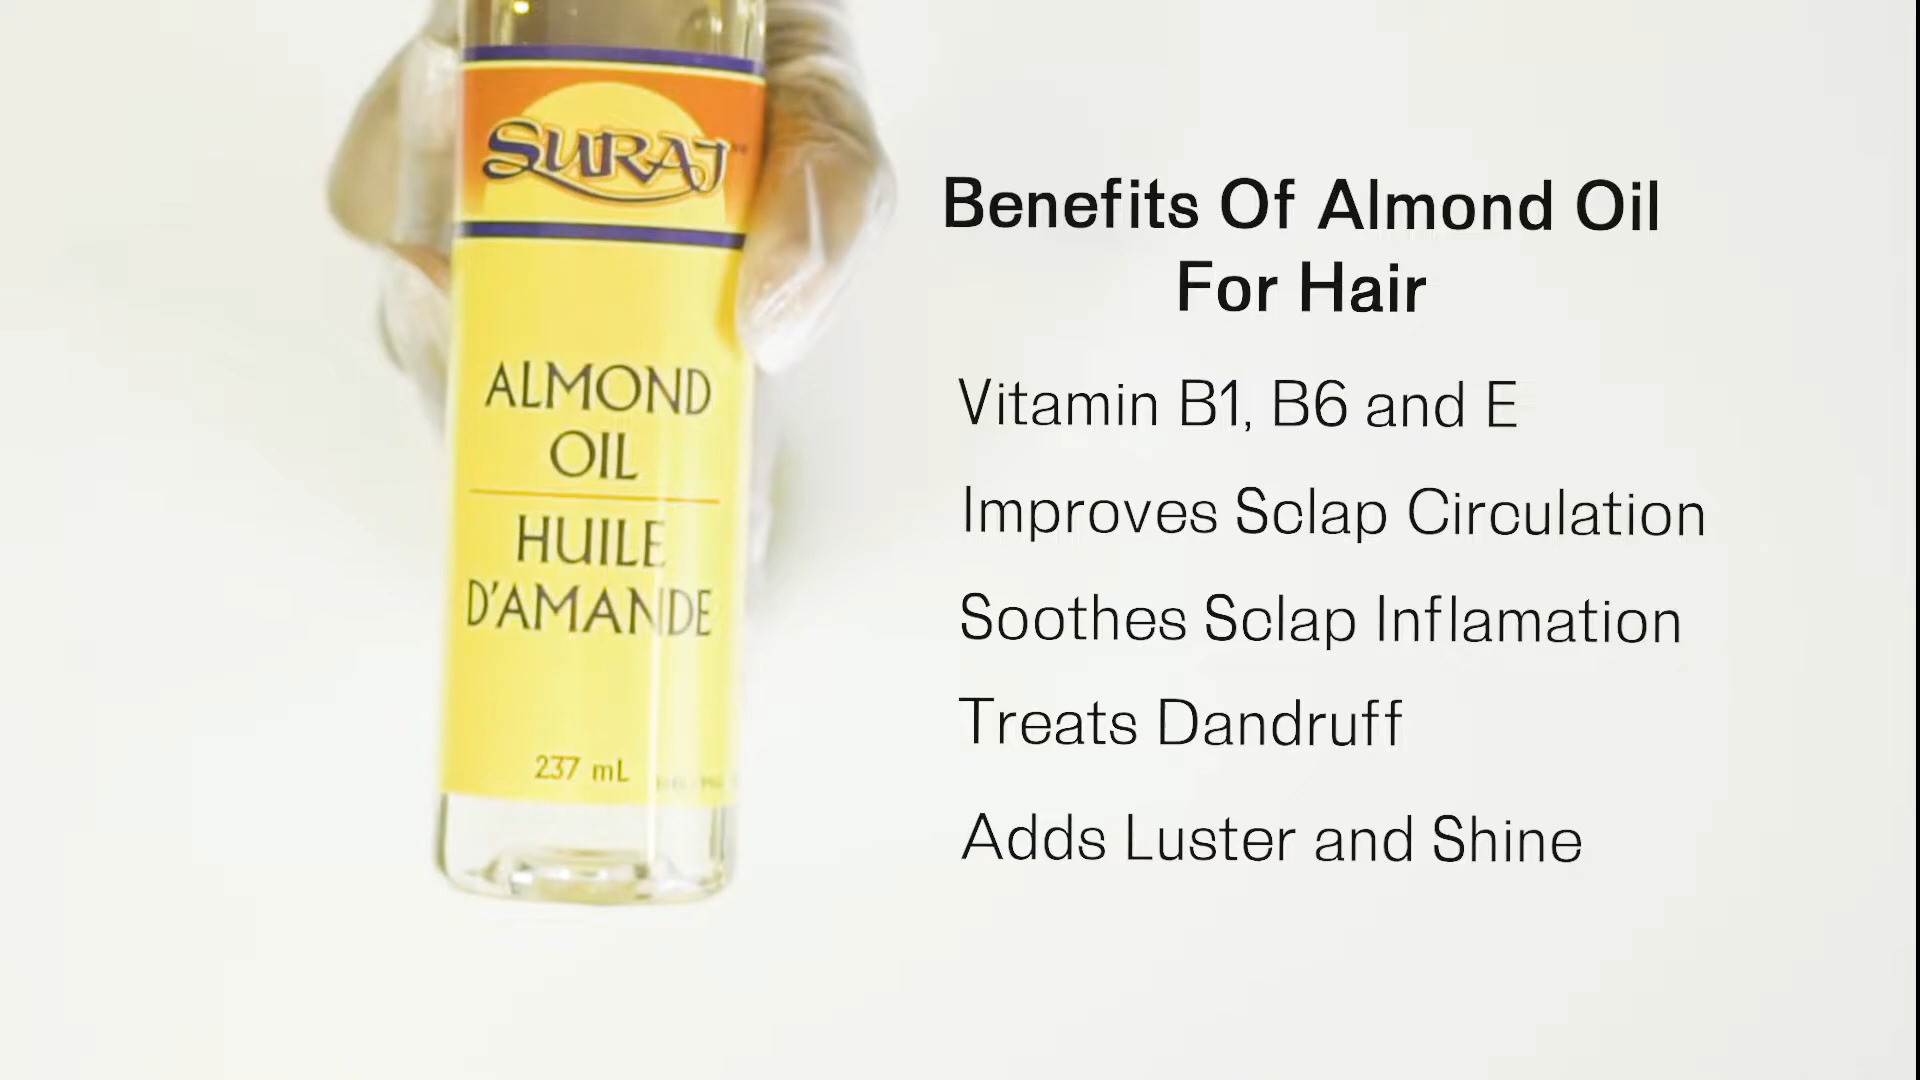 SURAJ
ALMOND
OIL
HUILE
D'AMANDE
237 mL
Benefits Of Almond Oil
For Hair
Vitamin B1, B6 and E
Improves Sclap Circulation
Soothes Sclap Inflamation
Treats Dandruff
Adds Luster and Shine